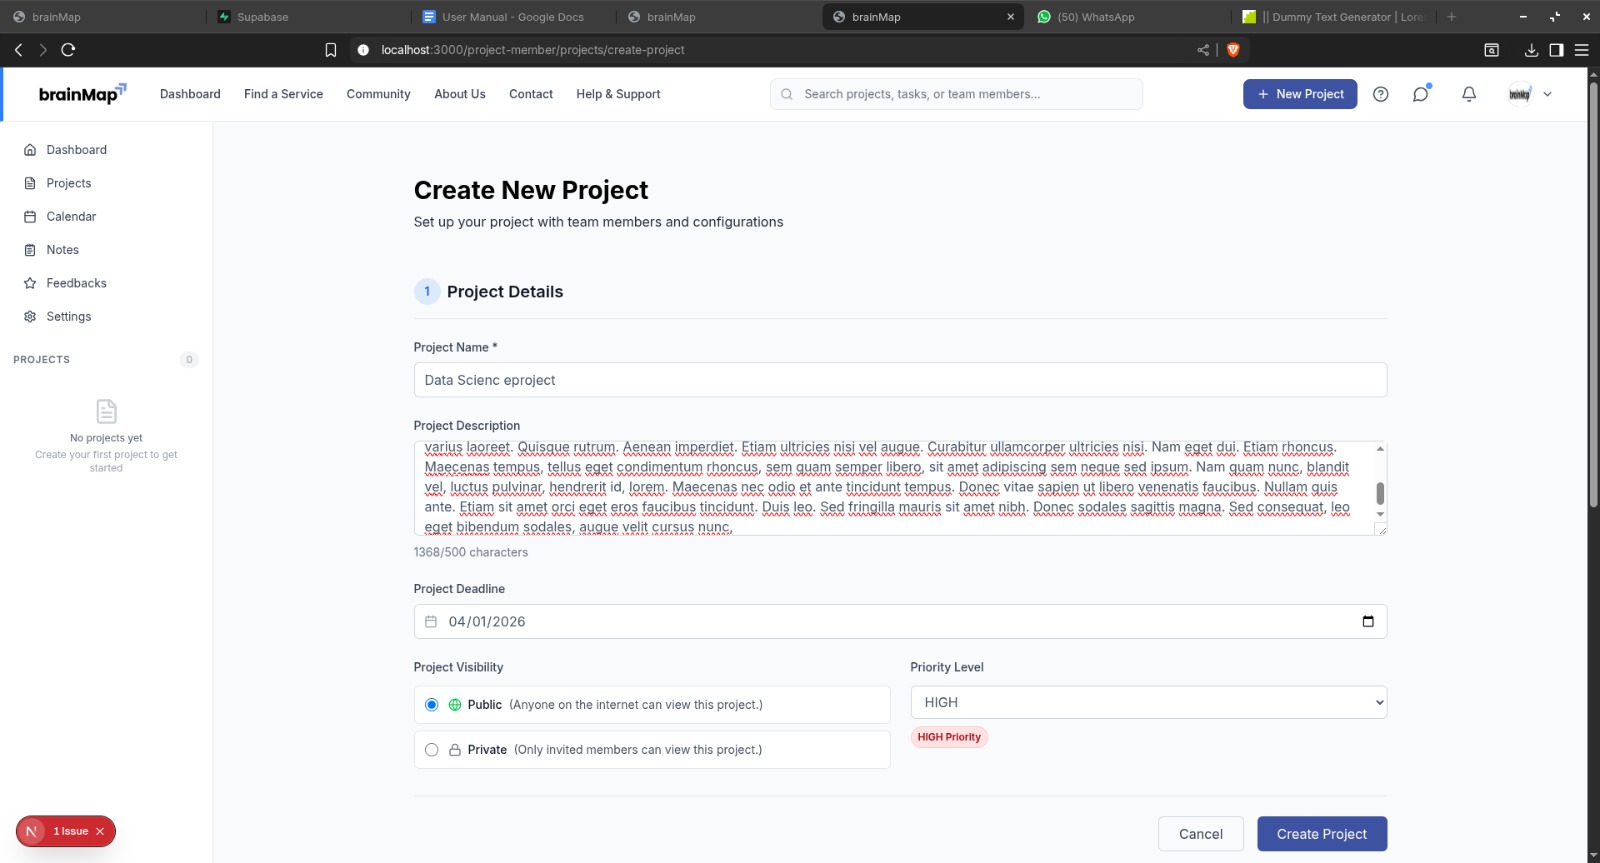 brainMap
Supabase
User Manual - Google Docs
brainMap
brainMap
(50) WhatsApp
|| Dummy Text Generator | Lore
localhost:3000/project-member/projects/create-project
brainMap
Dashboard
Find a Service
Community
About Us
Contact
Help & Support
Search projects, tasks, or team members...
+ New Project
brainMap
Dashboard
Projects
Calendar
Notes
Feedbacks
Settings
PROJECTS
0
No projects yet
Create your first project to get
started
Create New Project
Set up your project with team members and configurations
1 Project Details
Project Name *
Data Scienc eproject
Project Description
varius laoreet. Quisque rutrum. Aenean imperdiet. Etiam ultricies nisi vel augue. Curabitur ullamcorper ultricies nisi. Nam eget dui. Etiam rhoncus.
Maecenas tempus, tellus eget condimentum rhoncus, sem quam semper libero, sit amet adipiscing sem neque sed ipsum. Nam quam nunc, blandit
vel, luctus pulvinar, hendrerit id, lorem. Maecenas nec odio et ante tincidunt tempus. Donec vitae sapien ut libero venenatis faucibus. Nullam quis
ante. Etiam sit amet orci eget eros faucibus tincidunt. Duis leo. Sed fringilla mauris sit amet nibh. Donec sodales sagittis magna. Sed consequat, leo
eget bibendum sodales, augue velit cursus nunc,
1368/500 characters
Project Deadline
04/01/2026
Project Visibility
Public (Anyone on the internet can view this project.)
Private (Only invited members can view this project.)
Priority Level
HIGH
HIGH Priority
N 1 Issue
Cancel
Create Project